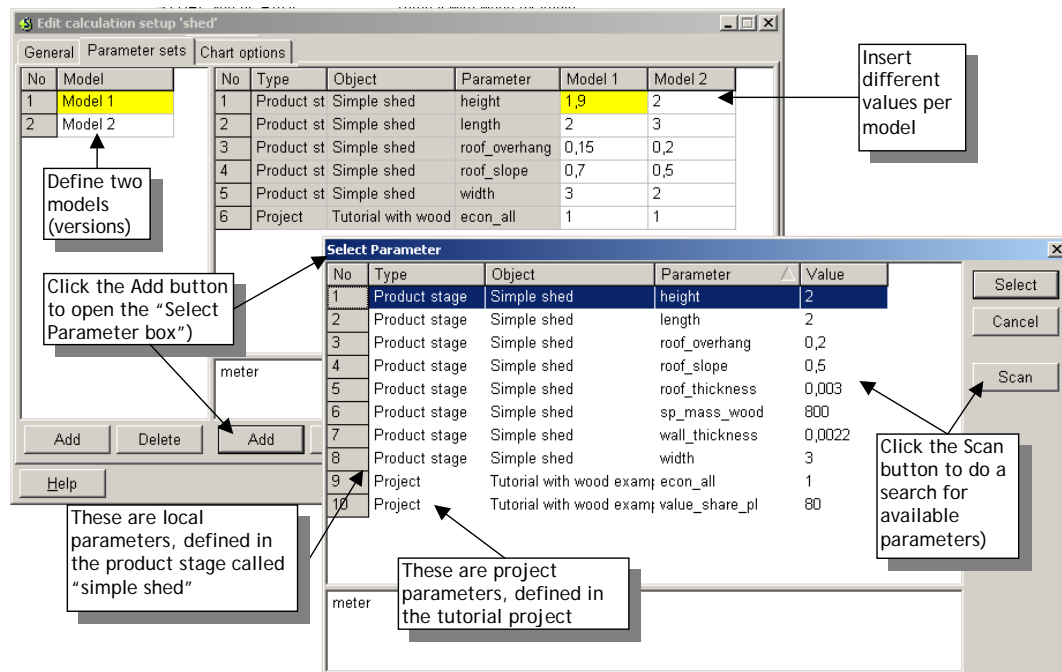 Edit calculation setup 'shed'
General Parameter sets Chart options
No Model
1 Model 1
2 Model 2
No Type Object Parameter Model 1 Model 2
1 Product st Simple shed height 1,9 2
2 Product st Simple shed length 2 3
3 Product st Simple shed roof_overhang 0,15 0,2
4 Product st Simple shed roof_slope 0,7 0,5
5 Product st Simple shed width 3 2
6 Project Tutorial with wood econ_all 1 1
Insert
different
values per
model
Define two
models
(versions)
Click the Add button
to open the “Select
Parameter box”)
meter
Add Delete Add
Help
Select Parameter
No Type Object Parameter Value
1 Product stage Simple shed height 2
2 Product stage Simple shed length 2
3 Product stage Simple shed roof_overhang 0,2
4 Product stage Simple shed roof_slope 0,5
5 Product stage Simple shed roof_thickness 0,003
6 Product stage Simple shed sp_mass_wood 800
7 Product stage Simple shed wall_thickness 0,0022
8 Product stage Simple shed width 3
9 Project Tutorial with wood examp econ_all 1
10 Project Tutorial with wood examp value_share_pl 80
Select
Cancel
Scan
Click the Scan
button to do a
search for
available
parameters)
These are local
parameters, defined in
the product stage called
“simple shed”
These are project
parameters, defined in
the tutorial project
meter